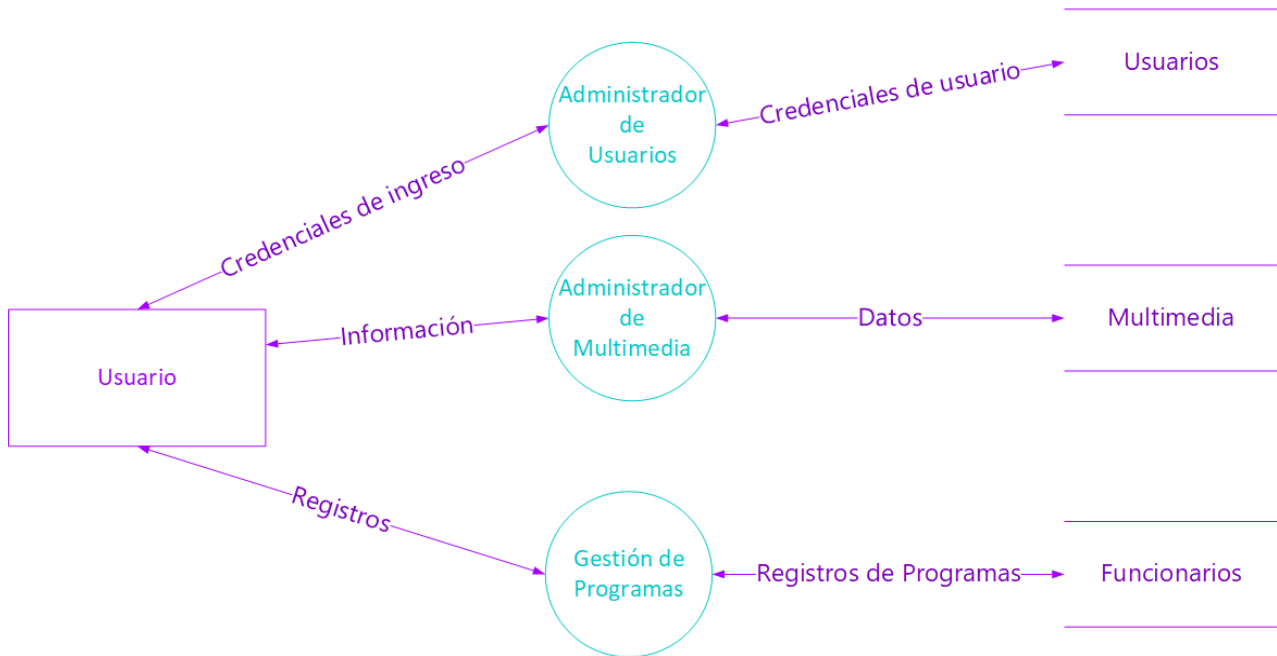 Usuarios
Administrador
de
Usuarios
Credenciales de usuario
Credenciales de ingreso
Administrador
de
Multimedia
Información
Datos
Multimedia
Usuario
Registros
Gestión de
Programas
Registros de Programas
Funcionarios